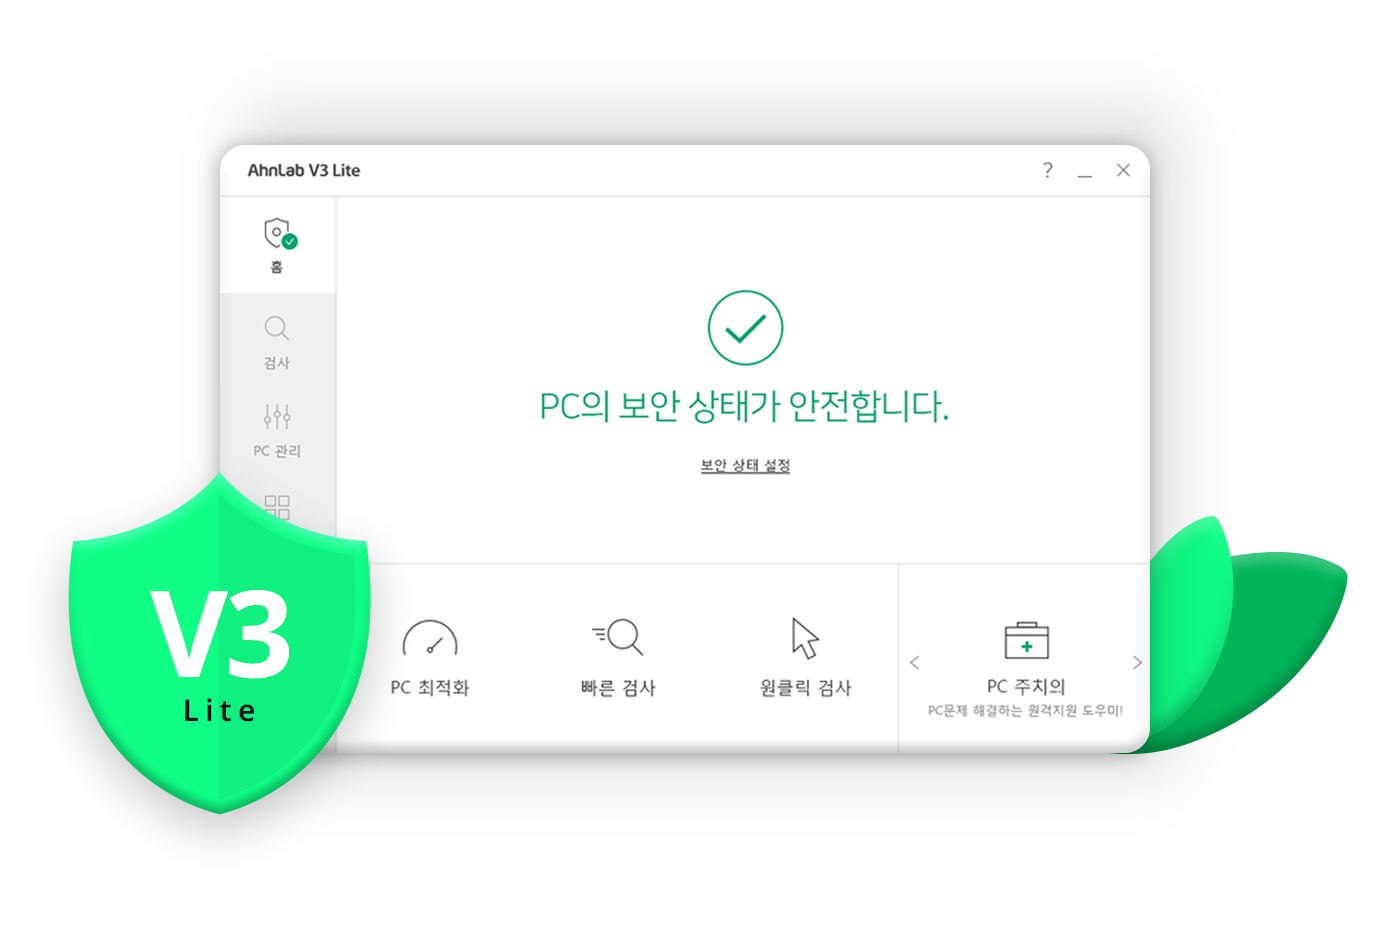 AhnLab V3 Lite
?
홈
검사
PC 관리
PC의 보안 상태가 안전합니다.
보안 상태 설정
V3
Lite
PC 최적화
빠른 검사
원클릭 검사
PC 주치의
PC문제 해결하는 원격지원 도우미!